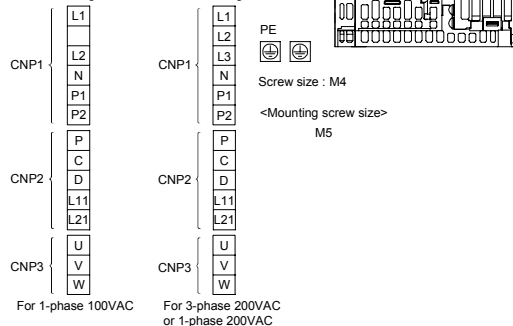 L1
L2
CNP1
N
P1
P2
P
C
CNP2
D
L11
L21
U
CNP3
V
W
For 1-phase 100VAC
L1
L2
CNP1
L3
N
P1
P2
P
C
CNP2
D
L11
L21
U
CNP3
V
W
For 3-phase 200VAC
or 1-phase 200VAC
PE
Screw size : M4
<Mounting screw size>
M5